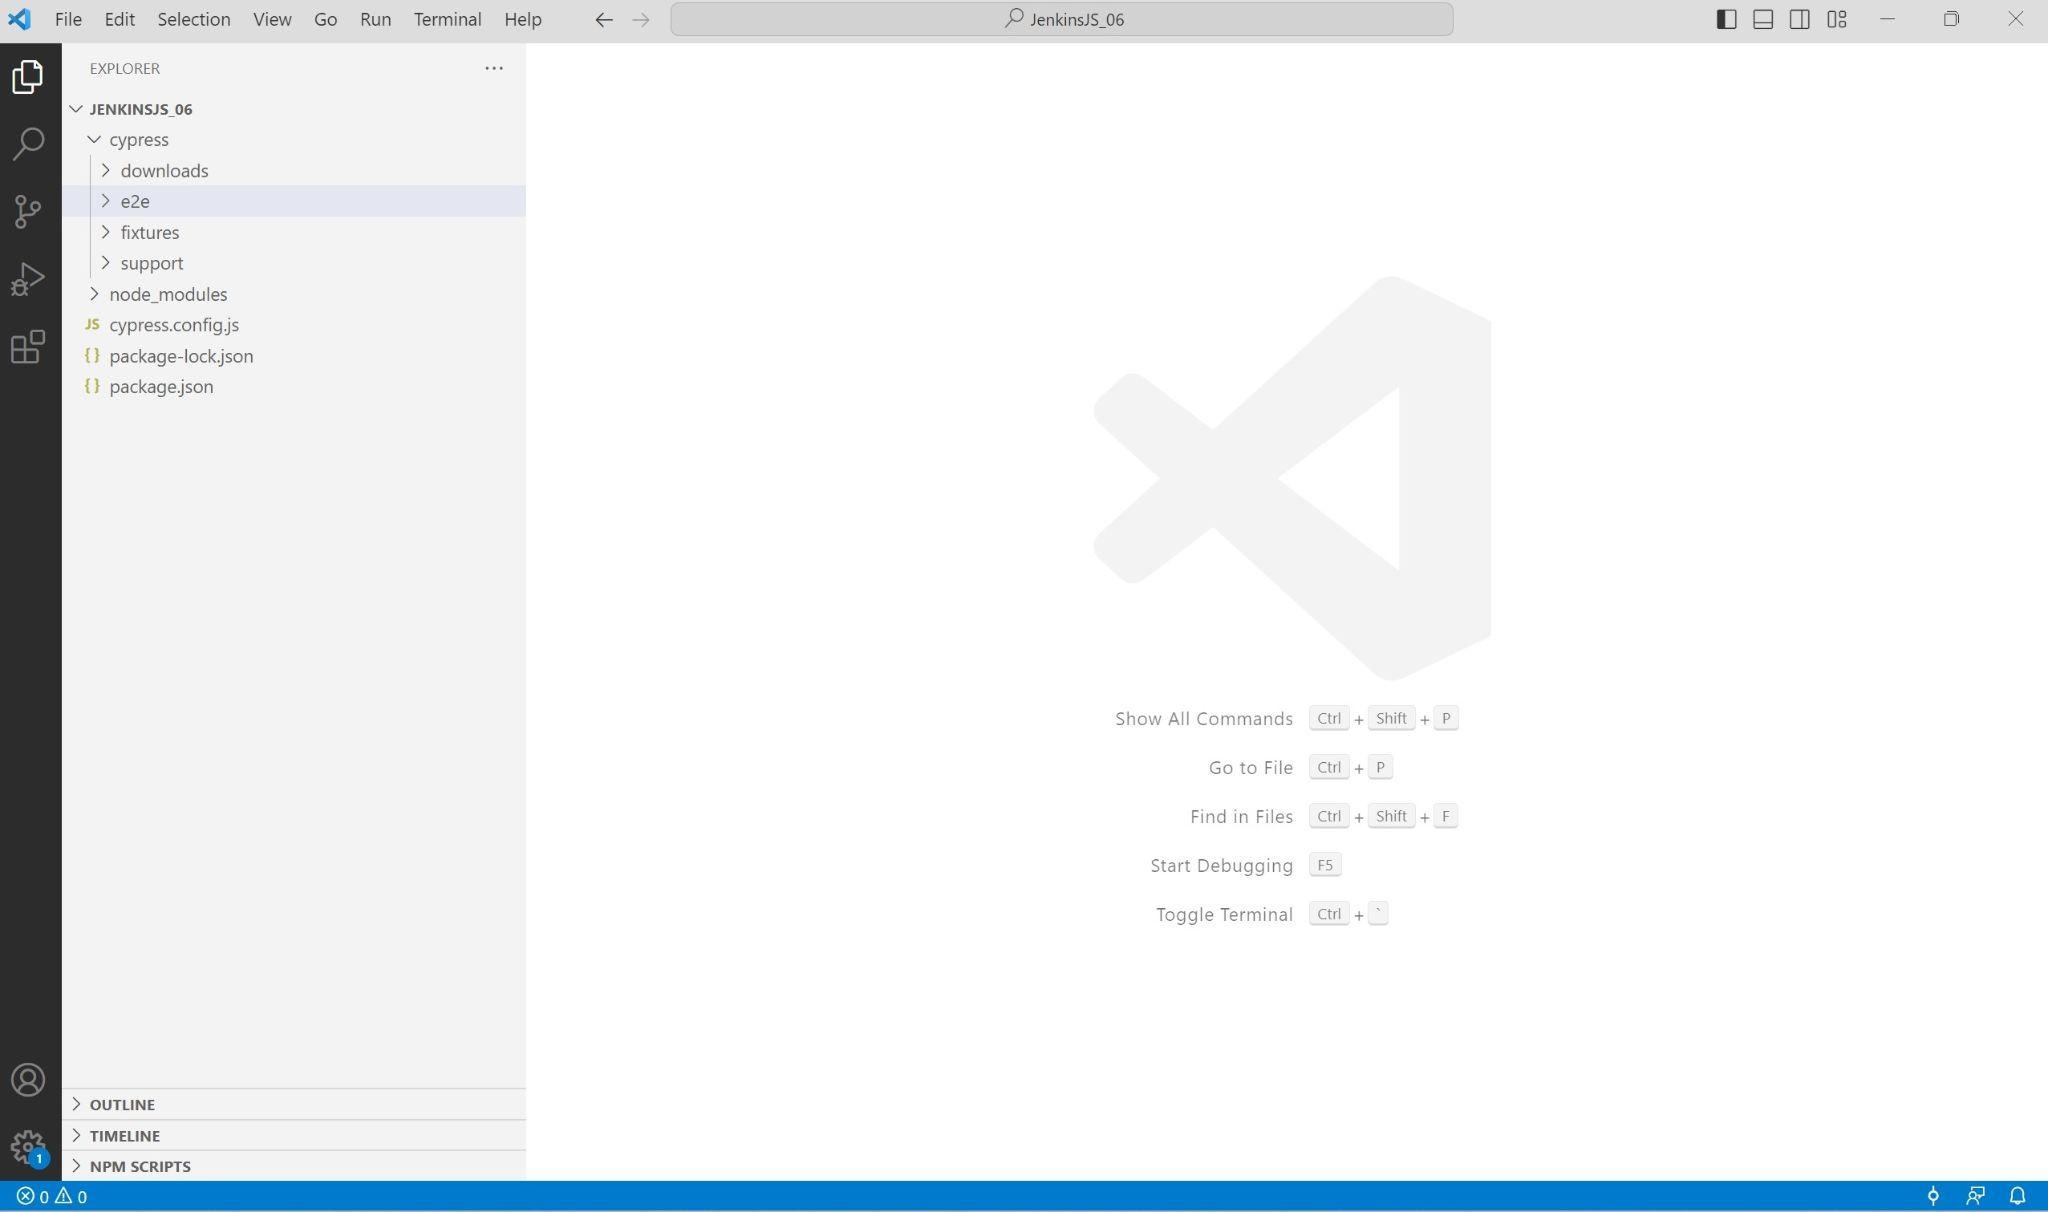 File Edit Selection View Go Run Terminal Help JenkinsJS_06
EXPLORER ...
JENKINSJS_06
cypress
downloads
e2e
fixtures
support
node_modules
JS cypress.config.js
{} package-lock.json
{} package.json
Show All Commands Ctrl + Shift + P
Go to File Ctrl + P
Find in Files Ctrl + Shift + F
Start Debugging F5
Toggle Terminal Ctrl + `
OUTLINE
TIMELINE
1
NPM SCRIPTS
0 0